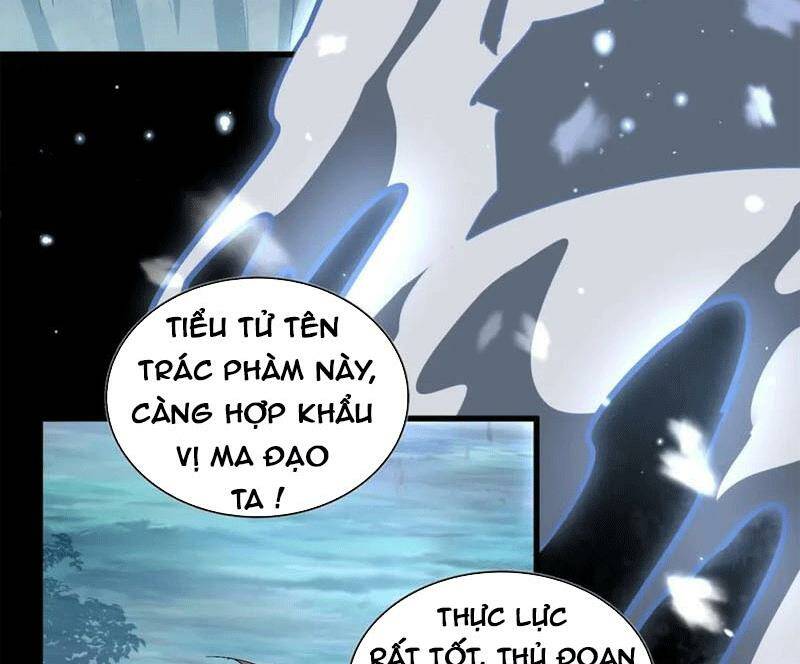 TIỂU TỬ TÊN
TRÁC PHÀM NÀY,
CÀNG HỢP KHẨU
VỊ MA ĐẠO
TA !
THỰC LỰC
RẤT TỐT, THỦ ĐOẠN